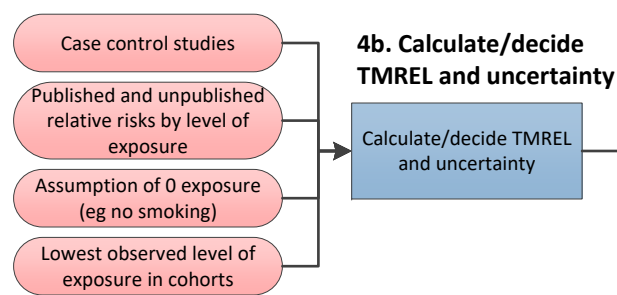 Case control studies
Published and unpublished
relative risks by level of
exposure
Assumption of 0 exposure
(eg no smoking)
Lowest observed level of
exposure in cohorts
4b. Calculate/decide
TMREL and uncertainty
Calculate/decide TMREL
and uncertainty